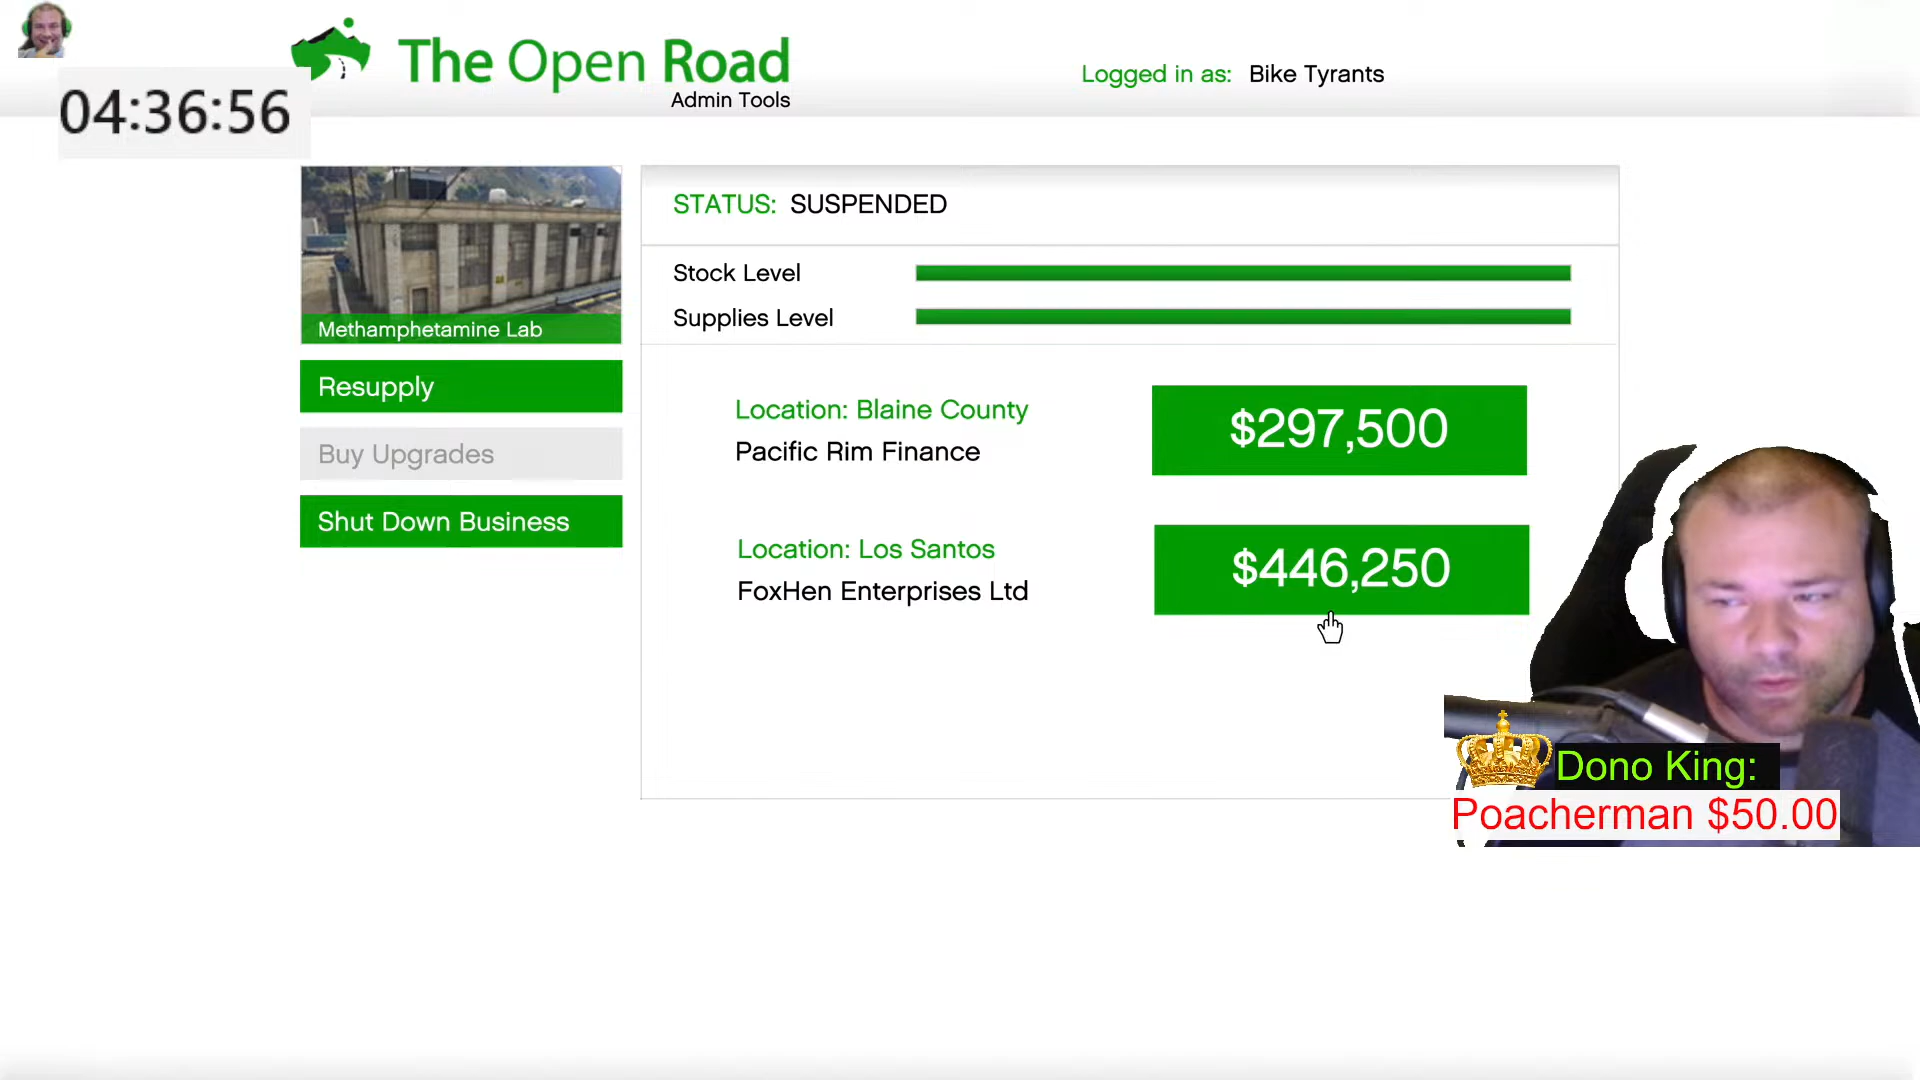 The Open Road
Admin Tools
Logged in as: Bike Tyrants
04:36:56
Methamphetamine Lab
Resupply
Buy Upgrades
Shut Down Business
STATUS: SUSPENDED
Stock Level
Supplies Level
Location: Blaine County
Pacific Rim Finance
$297,500
Location: Los Santos
FoxHen Enterprises Ltd
$446,250
Dono King:
Poacherman $50.00